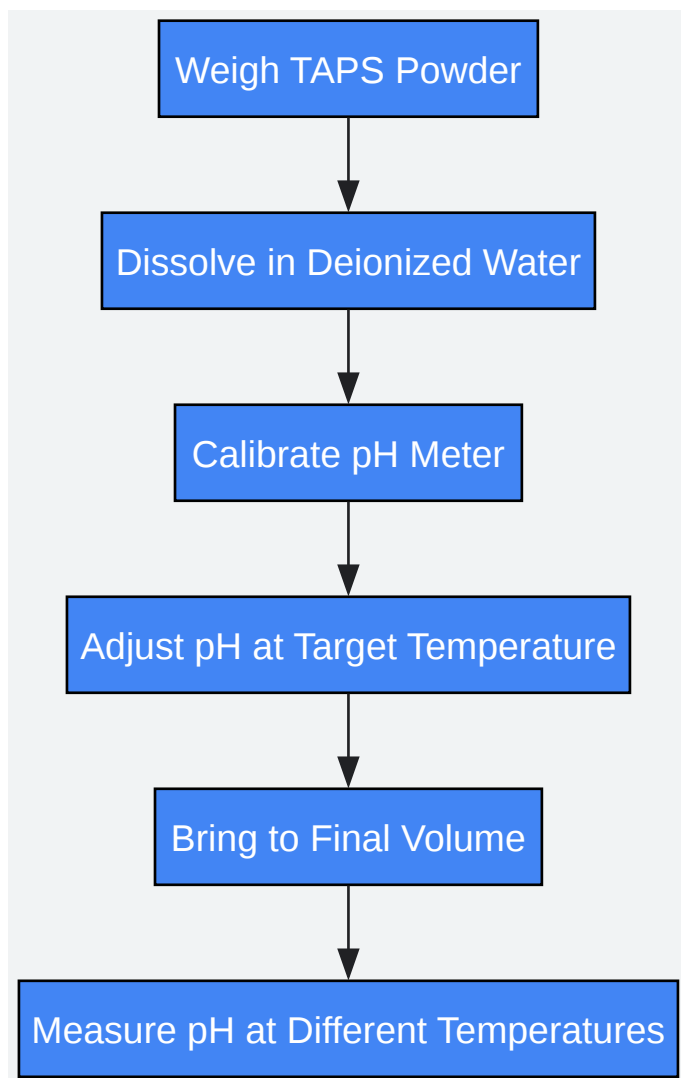 Weigh TAPS Powder
Dissolve in Deionized Water
Calibrate pH Meter
Adjust pH at Target Temperature
Bring to Final Volume
Measure pH at Different Temperatures